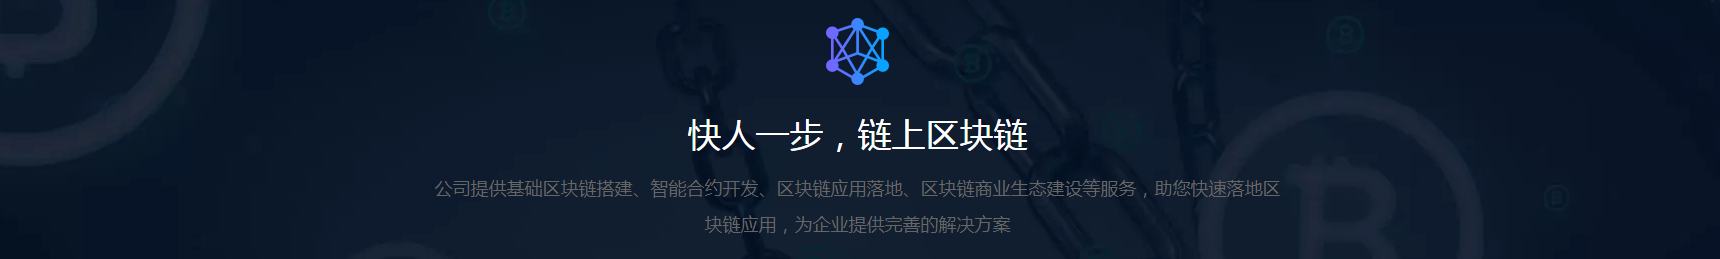 快人一步，链上区块链
公司提供基础区块链搭建、智能合约开发、区块链应用落地、区块链商业生态建设等服务，助您快速落地区
块链应用，为企业提供完善的解决方案